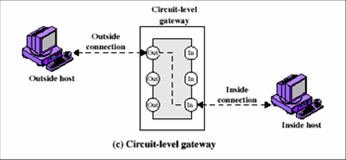 Circuit-level
gateway
Outside
connection
Out
In
Outside host
Out
In
Out
In
Inside
connection
Inside host
(c) Circuit-level gateway